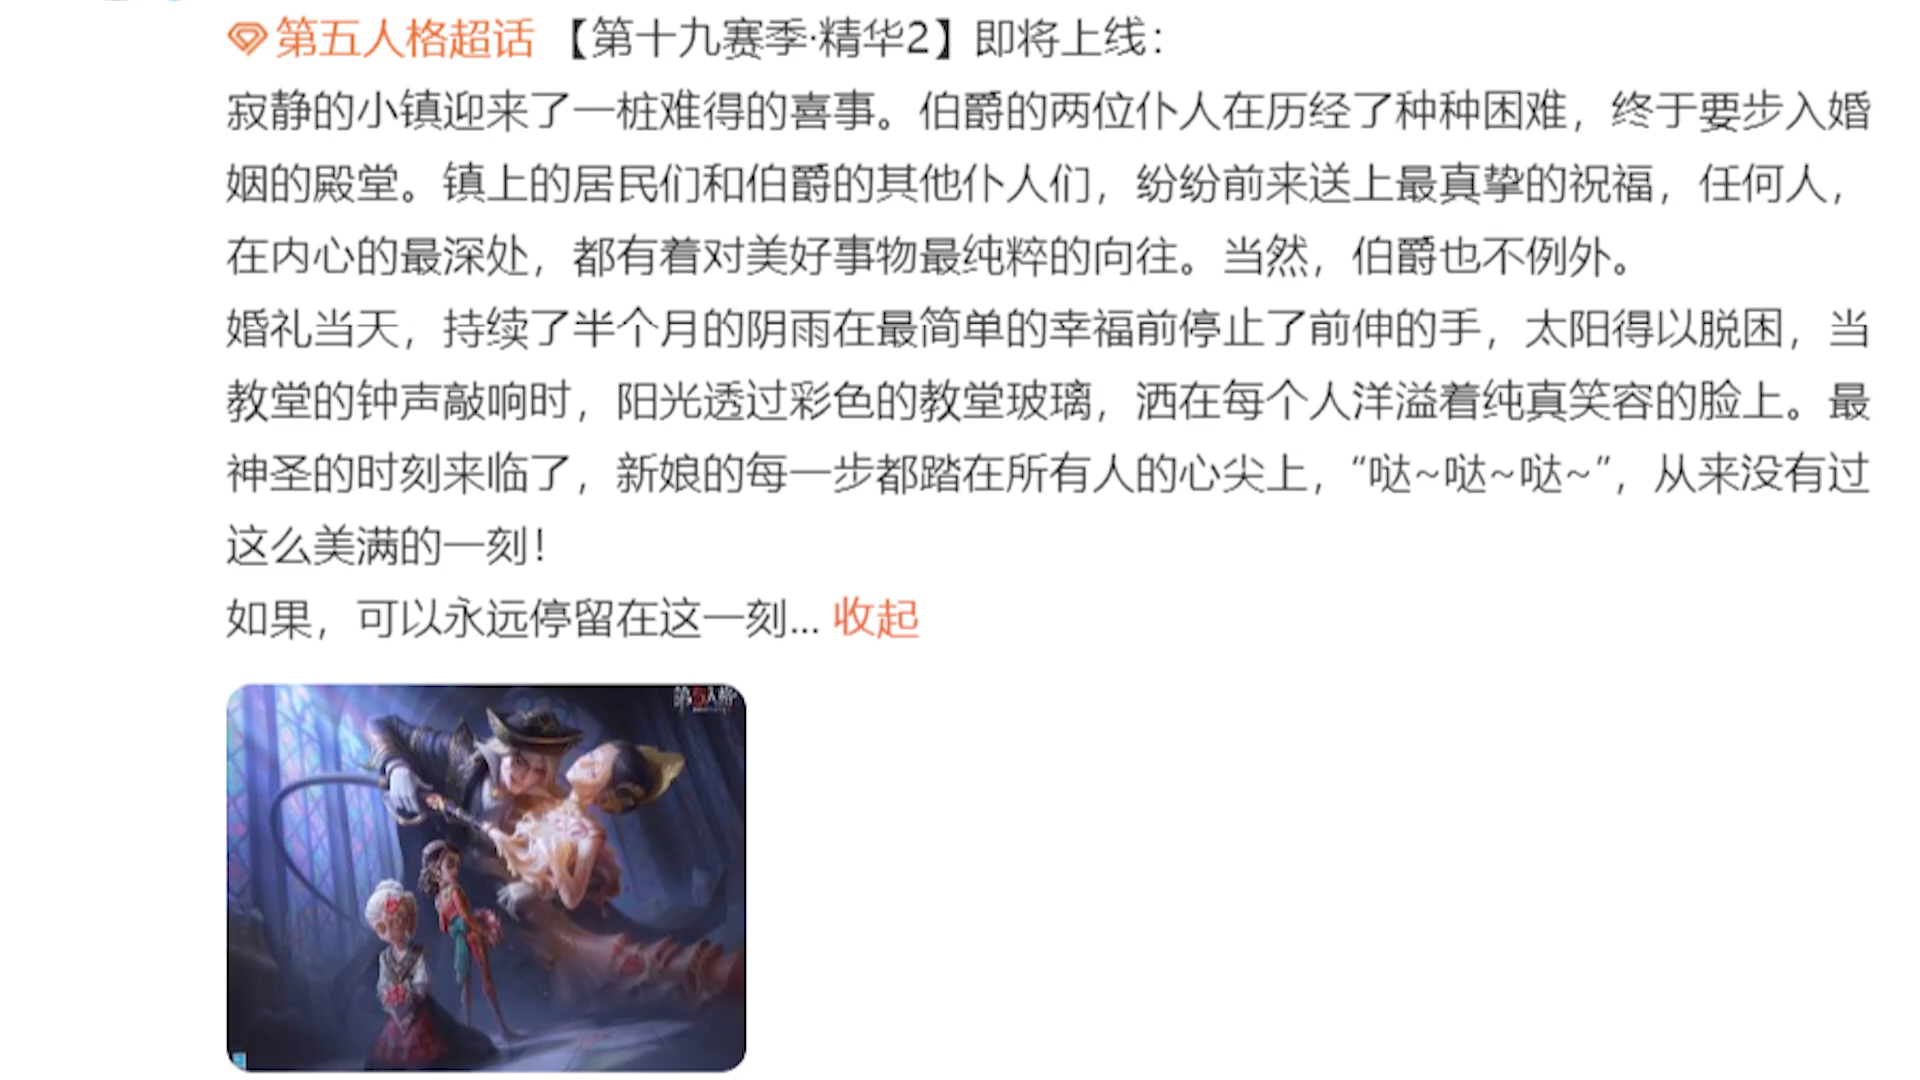 第五人格超话 【第十九赛季·精华2】即将上线：
寂静的小镇迎来了一桩难得的喜事。伯爵的两位仆人在历经了种种困难，终于要步入婚
姻的殿堂。镇上的居民们和伯爵的其他仆人们，纷纷前来送上最真挚的祝福，任何人，
在内心的最深处，都有着对美好事物最纯粹的向往。当然，伯爵也不例外。
婚礼当天，持续了半个月的阴雨在最简单的幸福前停止了前伸的手，太阳得以脱困，当
教堂的钟声敲响时，阳光透过彩色的教堂玻璃，洒在每个人洋溢着纯真笑容的脸上。最
神圣的时刻来临了，新娘的每一步都踏在所有人的心尖上，“哒~哒~哒~”，从来没有过
这么美满的一刻！
如果，可以永远停留在这一刻... 收起
第五人格